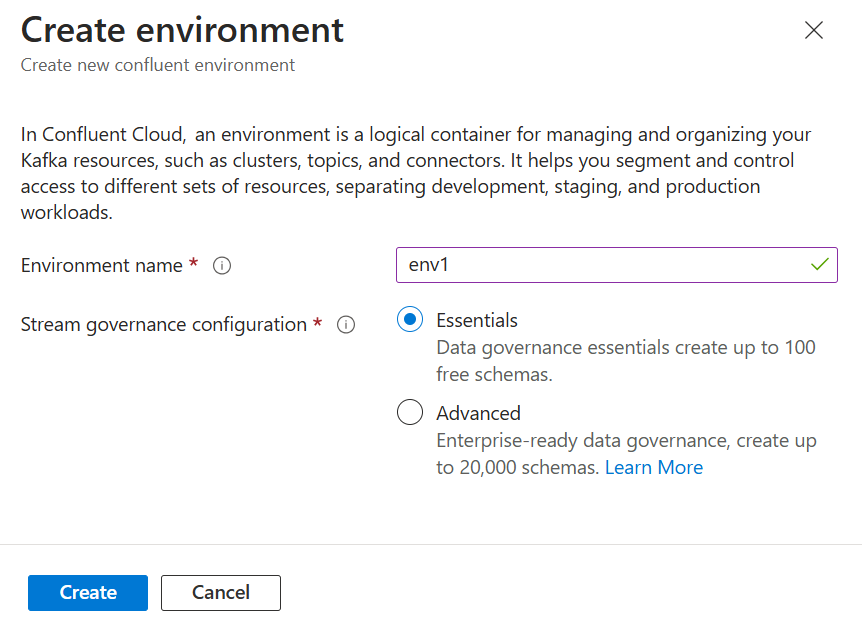 Create environment
Create new confluent environment
In Confluent Cloud, an environment is a logical container for managing and organizing your
Kafka resources, such as clusters, topics, and connectors. It helps you segment and control
access to different sets of resources, separating development, staging, and production
workloads.
Environment name *
env1
Stream governance configuration *
Essentials
Data governance essentials create up to 100
free schemas.
Advanced
Enterprise-ready data governance, create up
to 20,000 schemas. Learn More
Create
Cancel